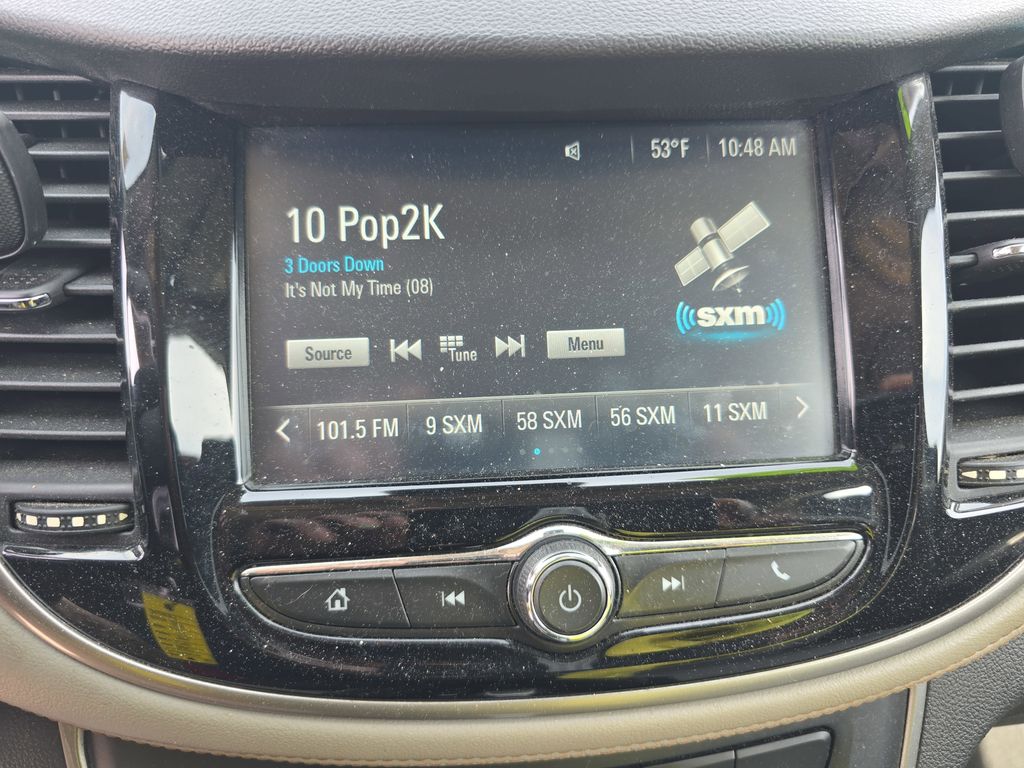 53°F 10:48 AM
10 Pop2K
3 Doors Down
It's Not My Time (08)
sxm
Source Tune Menu
101.5 FM 9 SXM 58 SXM 56 SXM 11 SXM